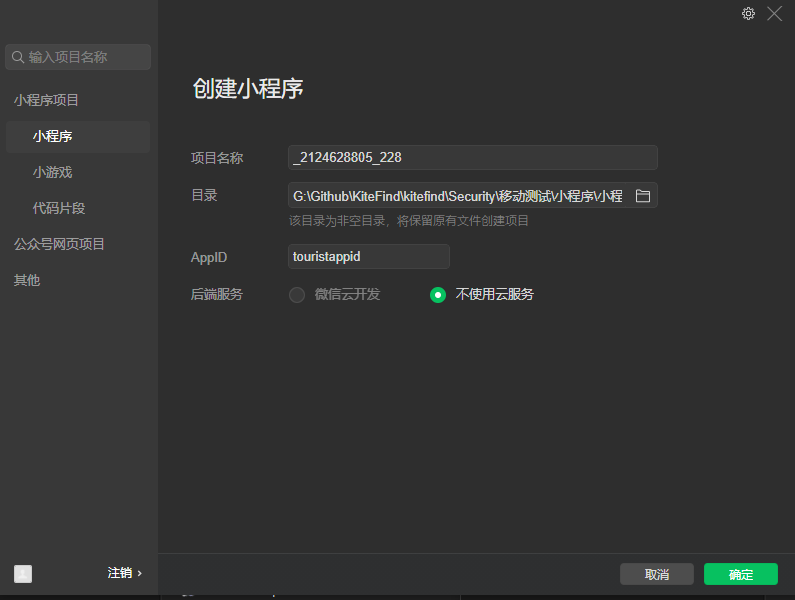 输入项目名称
小程序项目
小程序
小游戏
代码片段
公众号网页项目
其他
注销 ›
创建小程序
项目名称
_2124628805_228
目录
G:\Github\KiteFind\kitefind\Security\移动测试\小程序\小程
该目录为非空目录，将保留原有文件创建项目
AppID
touristappid
后端服务
微信云开发
不使用云服务
取消
确定